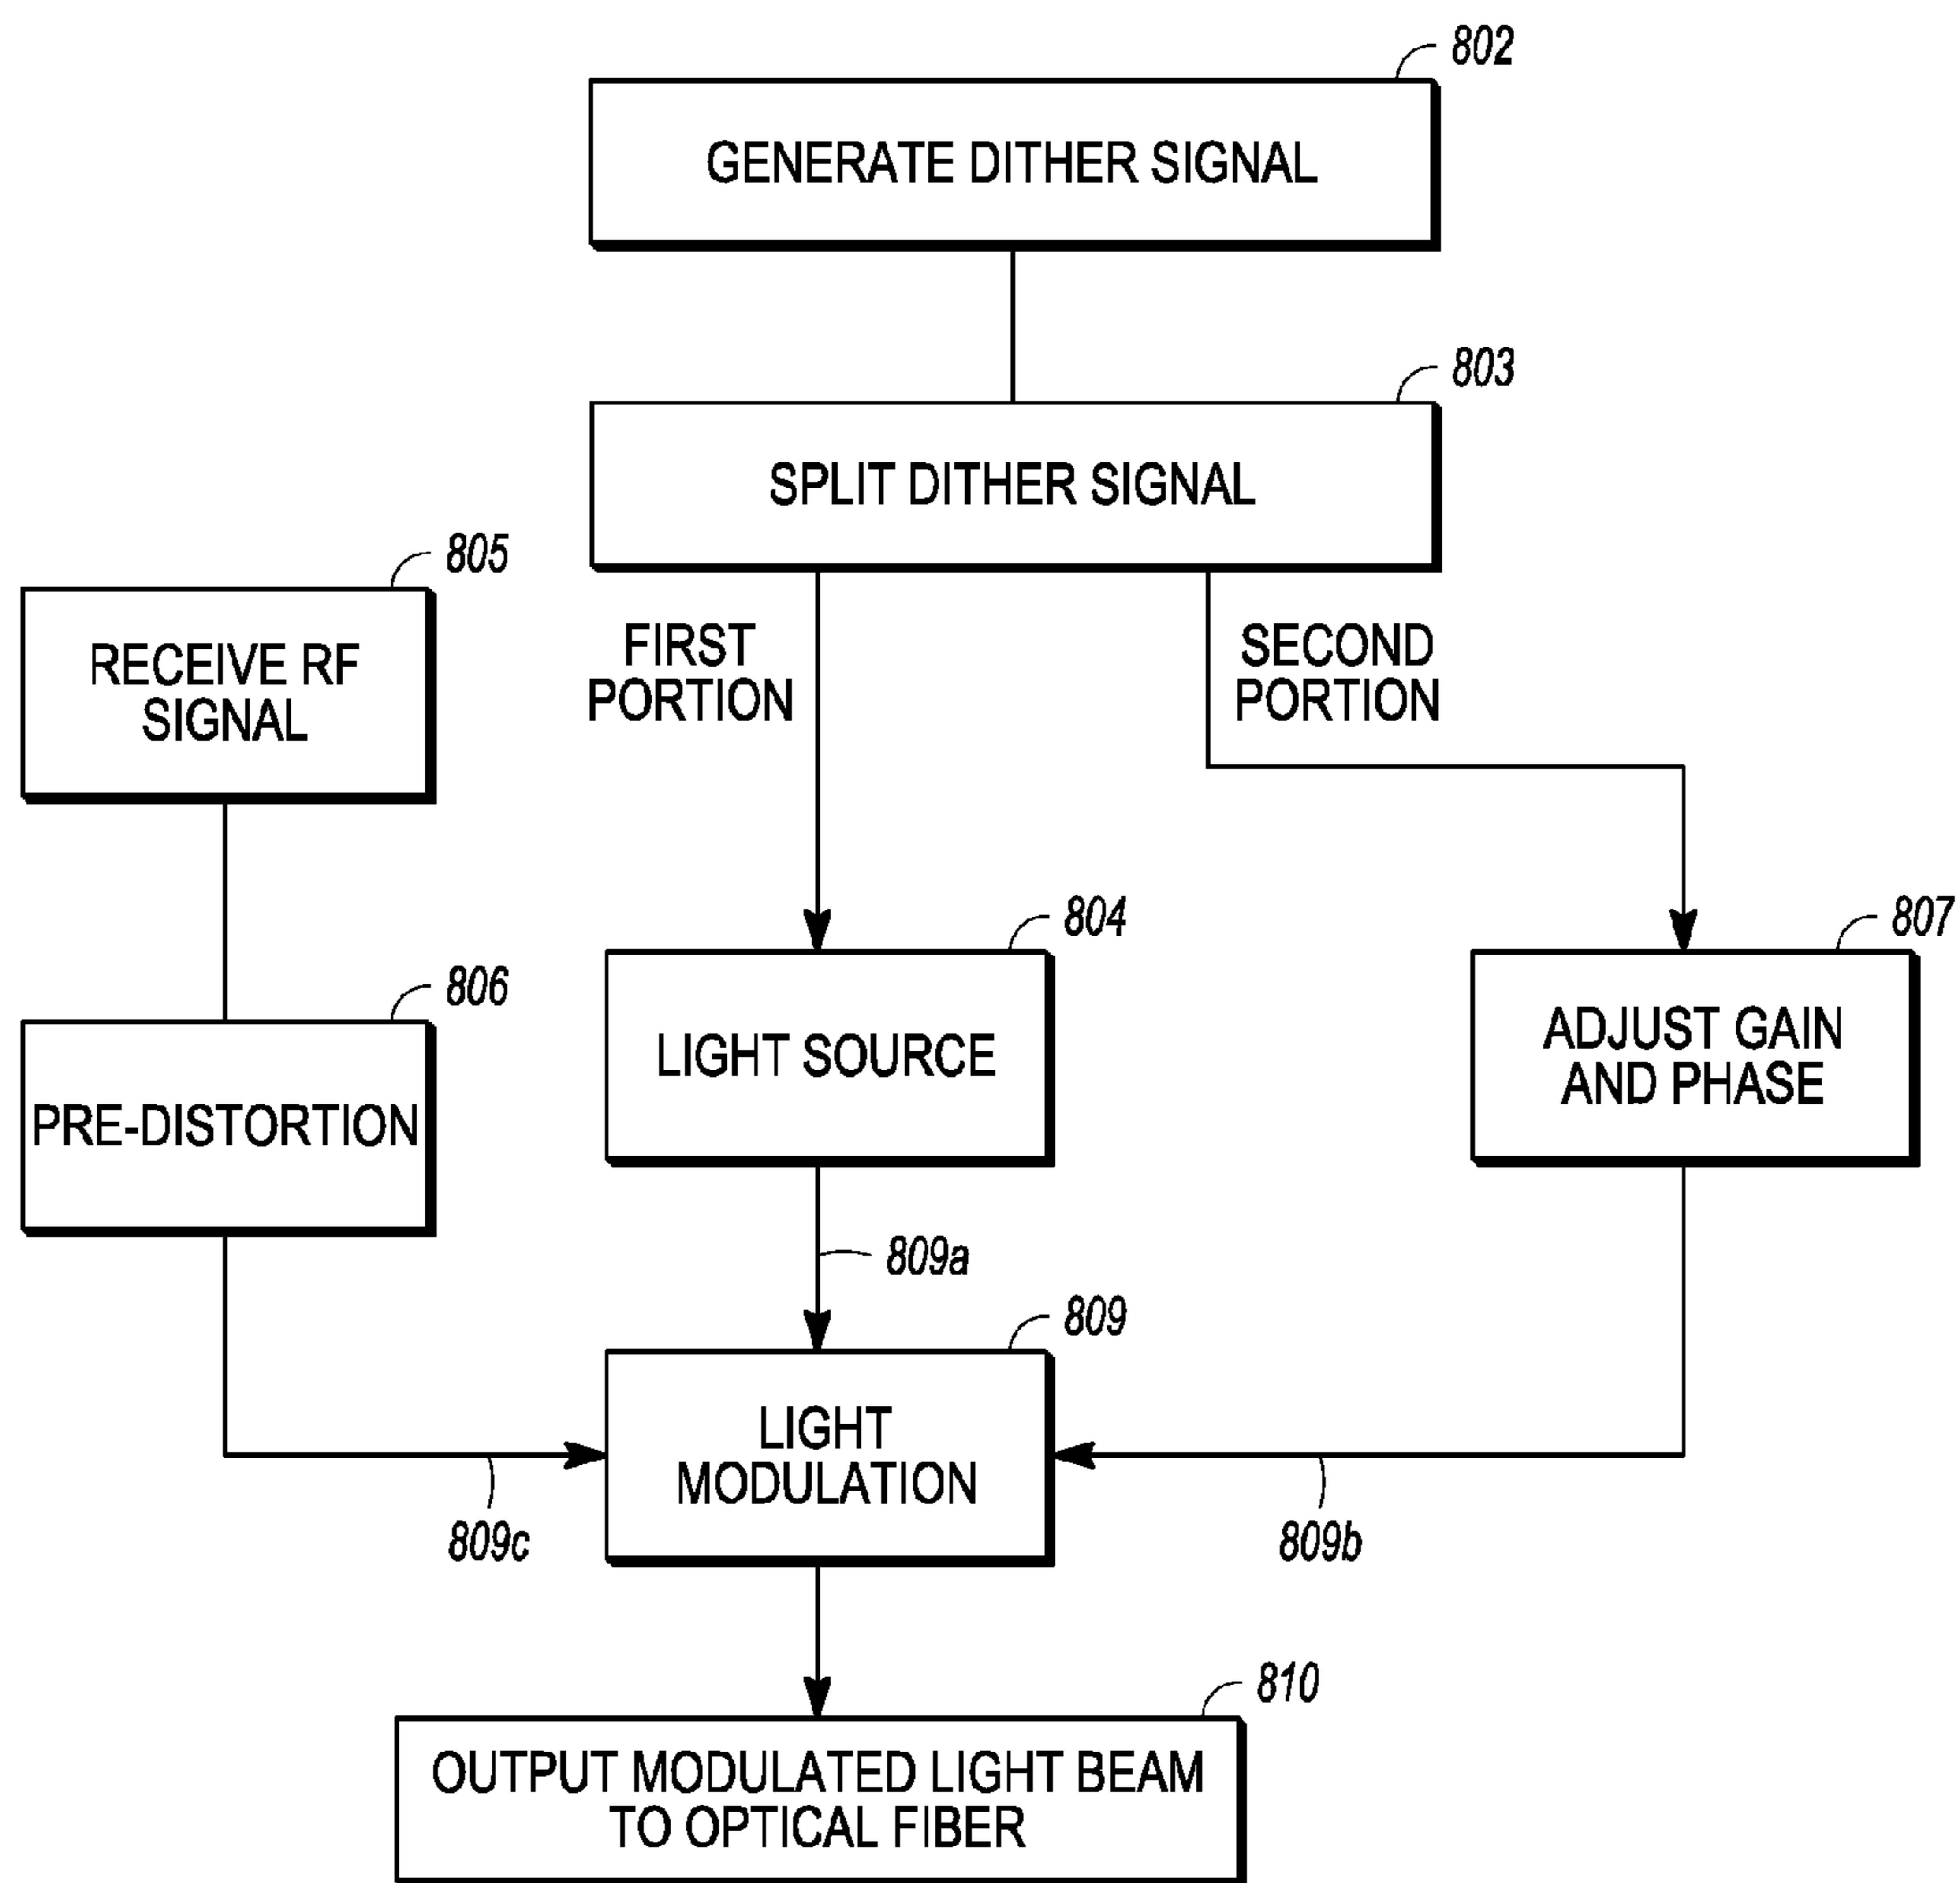 802
GENERATE DITHER SIGNAL
803
SPLIT DITHER SIGNAL
805
RECEIVE RF
SIGNAL
FIRST
PORTION
SECOND
PORTION
804
LIGHT SOURCE
807
ADJUST GAIN
AND PHASE
806
PRE-DISTORTION
809a
809
LIGHT
MODULATION
809c
809b
810
OUTPUT MODULATED LIGHT BEAM
TO OPTICAL FIBER